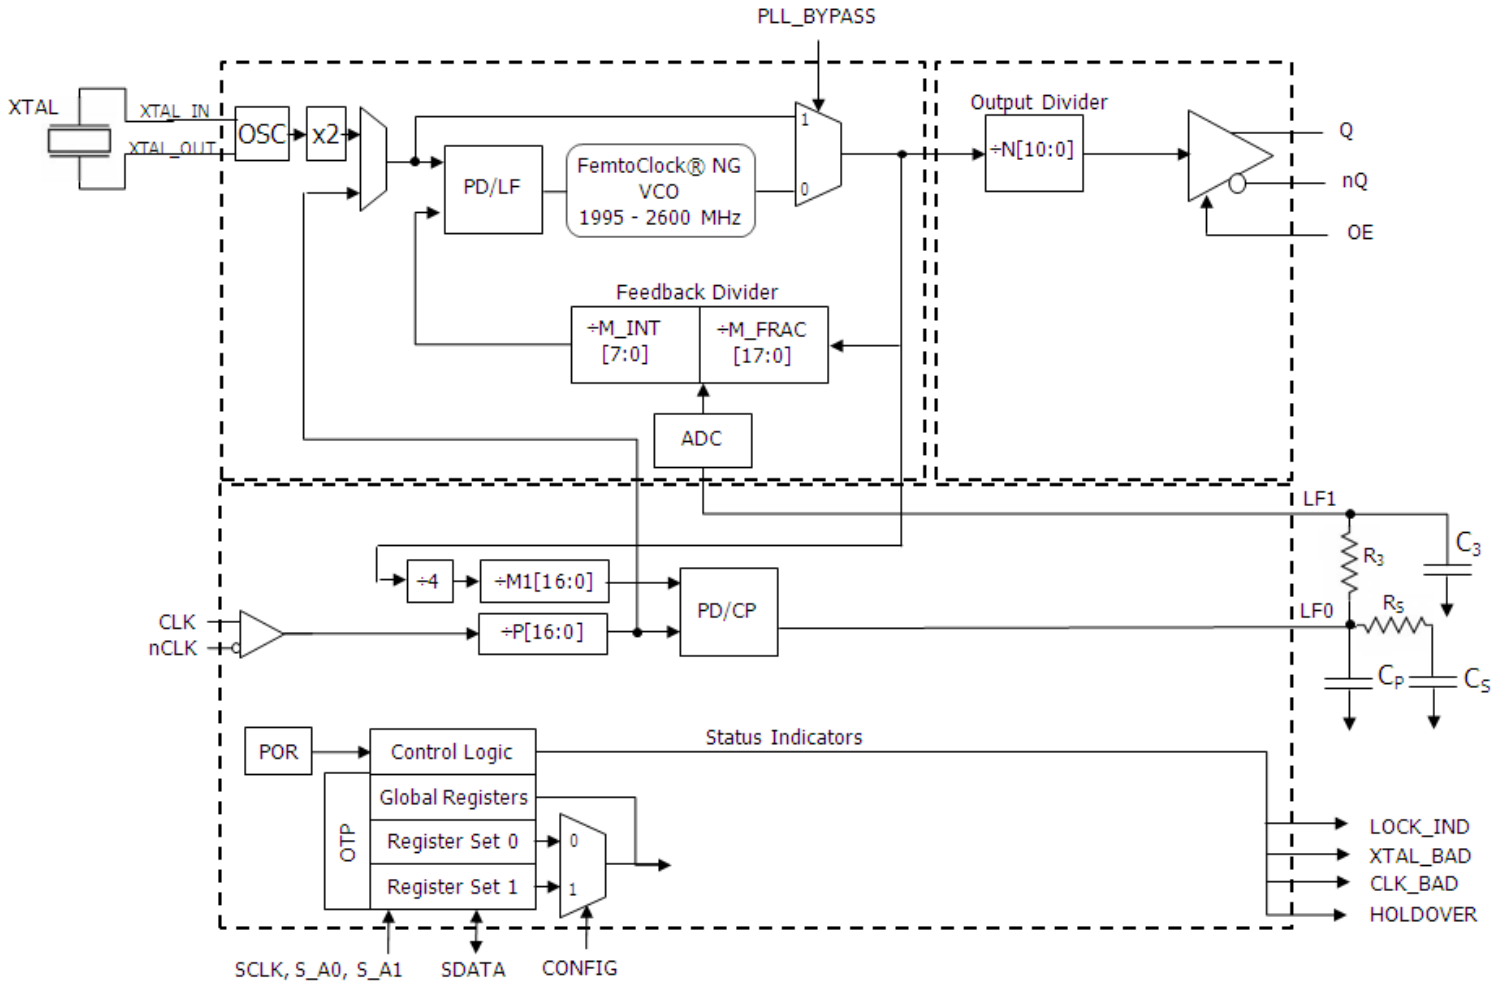 PLL_BYPASS
XTAL
XTAL_IN
XTAL_OUT
OSC
x2
PD/LF
FemtoClock® NG
VCO
1995 - 2600 MHz
1
0
Output Divider
÷N[10:0]
Q
nQ
OE
Feedback Divider
÷M_INT
[7:0]
÷M_FRAC
[17:0]
ADC
LF1
R3
C3
÷4
÷M1[16:0]
PD/CP
CLK
nCLK
÷P[16:0]
LF0
RS
CP
CS
POR
Control Logic
Status Indicators
OTP
Global Registers
Register Set 0
Register Set 1
0
1
LOCK_IND
XTAL_BAD
CLK_BAD
HOLDOVER
SCLK, S_A0, S_A1
SDATA
CONFIG